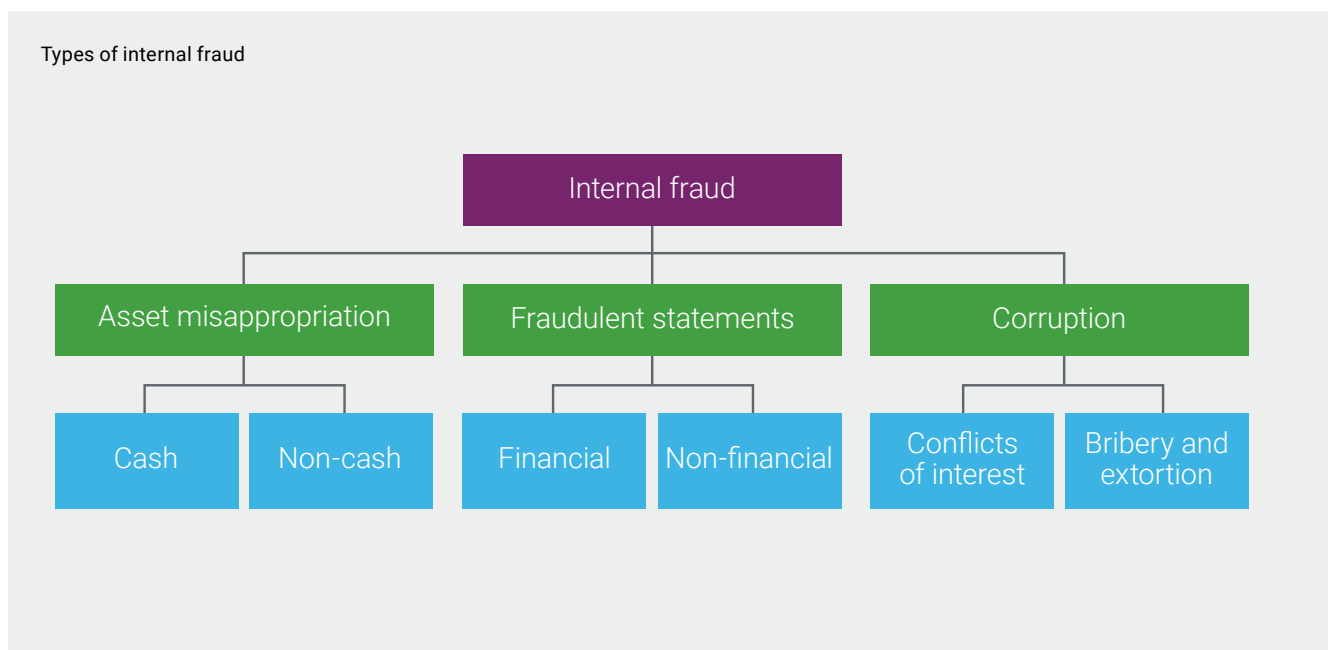 Types of internal fraud
Internal fraud
Asset misappropriation
Fraudulent statements
Corruption
Cash
Non-cash
Financial
Non-financial
Conflicts
of interest
Bribery and
extortion